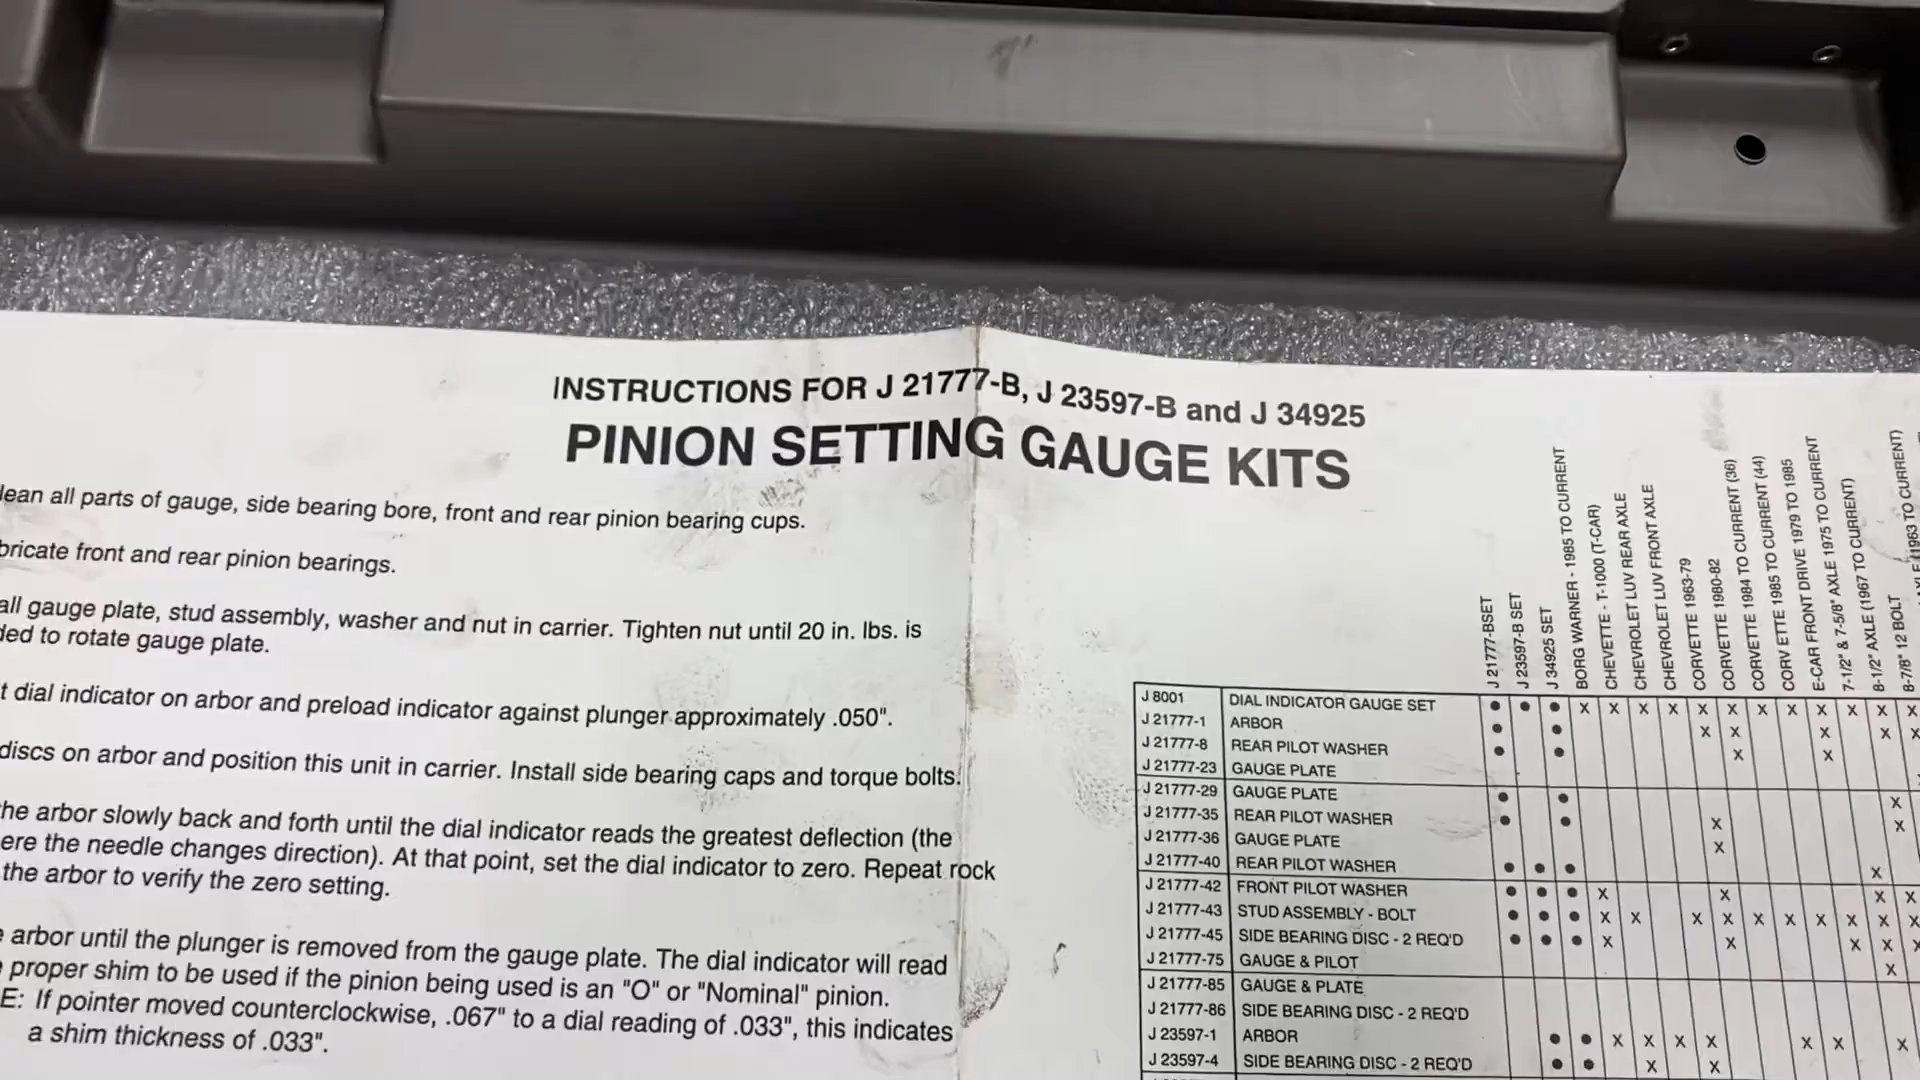 INSTRUCTIONS FOR J 21777-B, J 23597-B and J 34925
PINION SETTING GAUGE KITS
lean all parts of gauge, side bearing bore, front and rear pinion bearing cups.
bricate front and rear pinion bearings.
all gauge plate, stud assembly, washer and nut in carrier. Tighten nut until 20 in. lbs. is
ded to rotate gauge plate.
t dial indicator on arbor and preload indicator against plunger approximately .050".
discs on arbor and position this unit in carrier. Install side bearing caps and torque bolts.
he arbor slowly back and forth until the dial indicator reads the greatest deflection (the
ere the needle changes direction). At that point, set the dial indicator to zero. Repeat rock
the arbor to verify the zero setting.
arbor until the plunger is removed from the gauge plate. The dial indicator will read
proper shim to be used if the pinion being used is an "O" or "Nominal" pinion.
E: If pointer moved counterclockwise, .067" to a dial reading of .033", this indicates
a shim thickness of .033".
J 21777-BSET
J 23597-B SET
J 34925 SET
BORG WARNER - 1985 TO CURRENT
CHEVETTE - T-1000 (T-CAR)
CHEVROLET LUV REAR AXLE
CHEVROLET LUV FRONT AXLE
CORVETTE 1963-79
CORVETTE 1980-82
CORVETTE 1984 TO CURRENT (36)
CORV ETTE 1985 TO CURRENT (44)
E-CAR FRONT DRIVE 1979 TO 1985
7-1/2" & 7-5/8" AXLE 1975 TO CURRENT
8-1/2" AXLE (1967 TO CURRENT)
8-7/8" 12 BOLT
(1963 TO CURRENT)
J 8001 DIAL INDICATOR GAUGE SET ● ● ● X X X X X X X X X X X X
J 21777-1 ARBOR ● ● X X X X X
J 21777-8 REAR PILOT WASHER ● ● X X
J 21777-23 GAUGE PLATE
J 21777-29 GAUGE PLATE ● ● X
J 21777-35 REAR PILOT WASHER ● ● X X
J 21777-36 GAUGE PLATE X
J 21777-40 REAR PILOT WASHER ● ● ● X
J 21777-42 FRONT PILOT WASHER ● ● ● X X X X
J 21777-43 STUD ASSEMBLY - BOLT ● ● ● X X X X X X X X X X
J 21777-45 SIDE BEARING DISC - 2 REQ'D ● ● ● X X X X X
J 21777-75 GAUGE & PILOT X
J 21777-85 GAUGE & PLATE
J 21777-86 SIDE BEARING DISC - 2 REQ'D
J 23597-1 ARBOR ● ● X X X X X X X
J 23597-4 SIDE BEARING DISC - 2 REQ'D ● ● X X